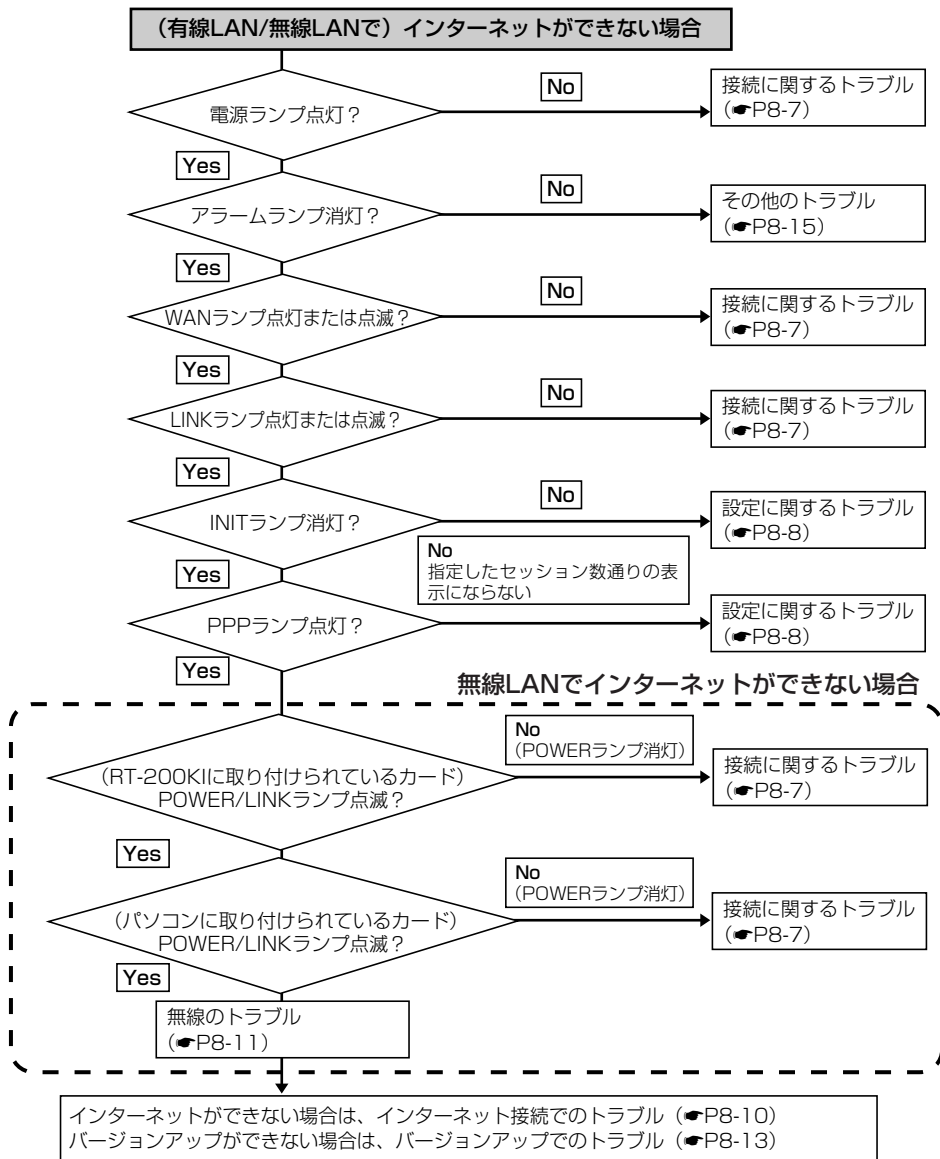 （有線LAN/無線LANで）インターネットができない場合
電源ランプ点灯？
No
接続に関するトラブル
（☛P8-7）
Yes
アラームランプ消灯？
No
その他のトラブル
（☛P8-15）
Yes
WANランプ点灯または点滅？
No
接続に関するトラブル
（☛P8-7）
Yes
LINKランプ点灯または点滅？
No
接続に関するトラブル
（☛P8-7）
Yes
INITランプ消灯？
No
設定に関するトラブル
（☛P8-8）
Yes
No
指定したセッション数通りの表
示にならない
PPPランプ点灯？
設定に関するトラブル
（☛P8-8）
Yes
無線LANでインターネットができない場合
（RT-200KIに取り付けられているカード）
POWER/LINKランプ点滅？
No
（POWERランプ消灯）
接続に関するトラブル
（☛P8-7）
Yes
（パソコンに取り付けられているカード）
POWER/LINKランプ点滅？
No
（POWERランプ消灯）
接続に関するトラブル
（☛P8-7）
Yes
無線のトラブル
（☛P8-11）
インターネットができない場合は、インターネット接続でのトラブル（☛P8-10）
バージョンアップができない場合は、バージョンアップでのトラブル（☛P8-13）